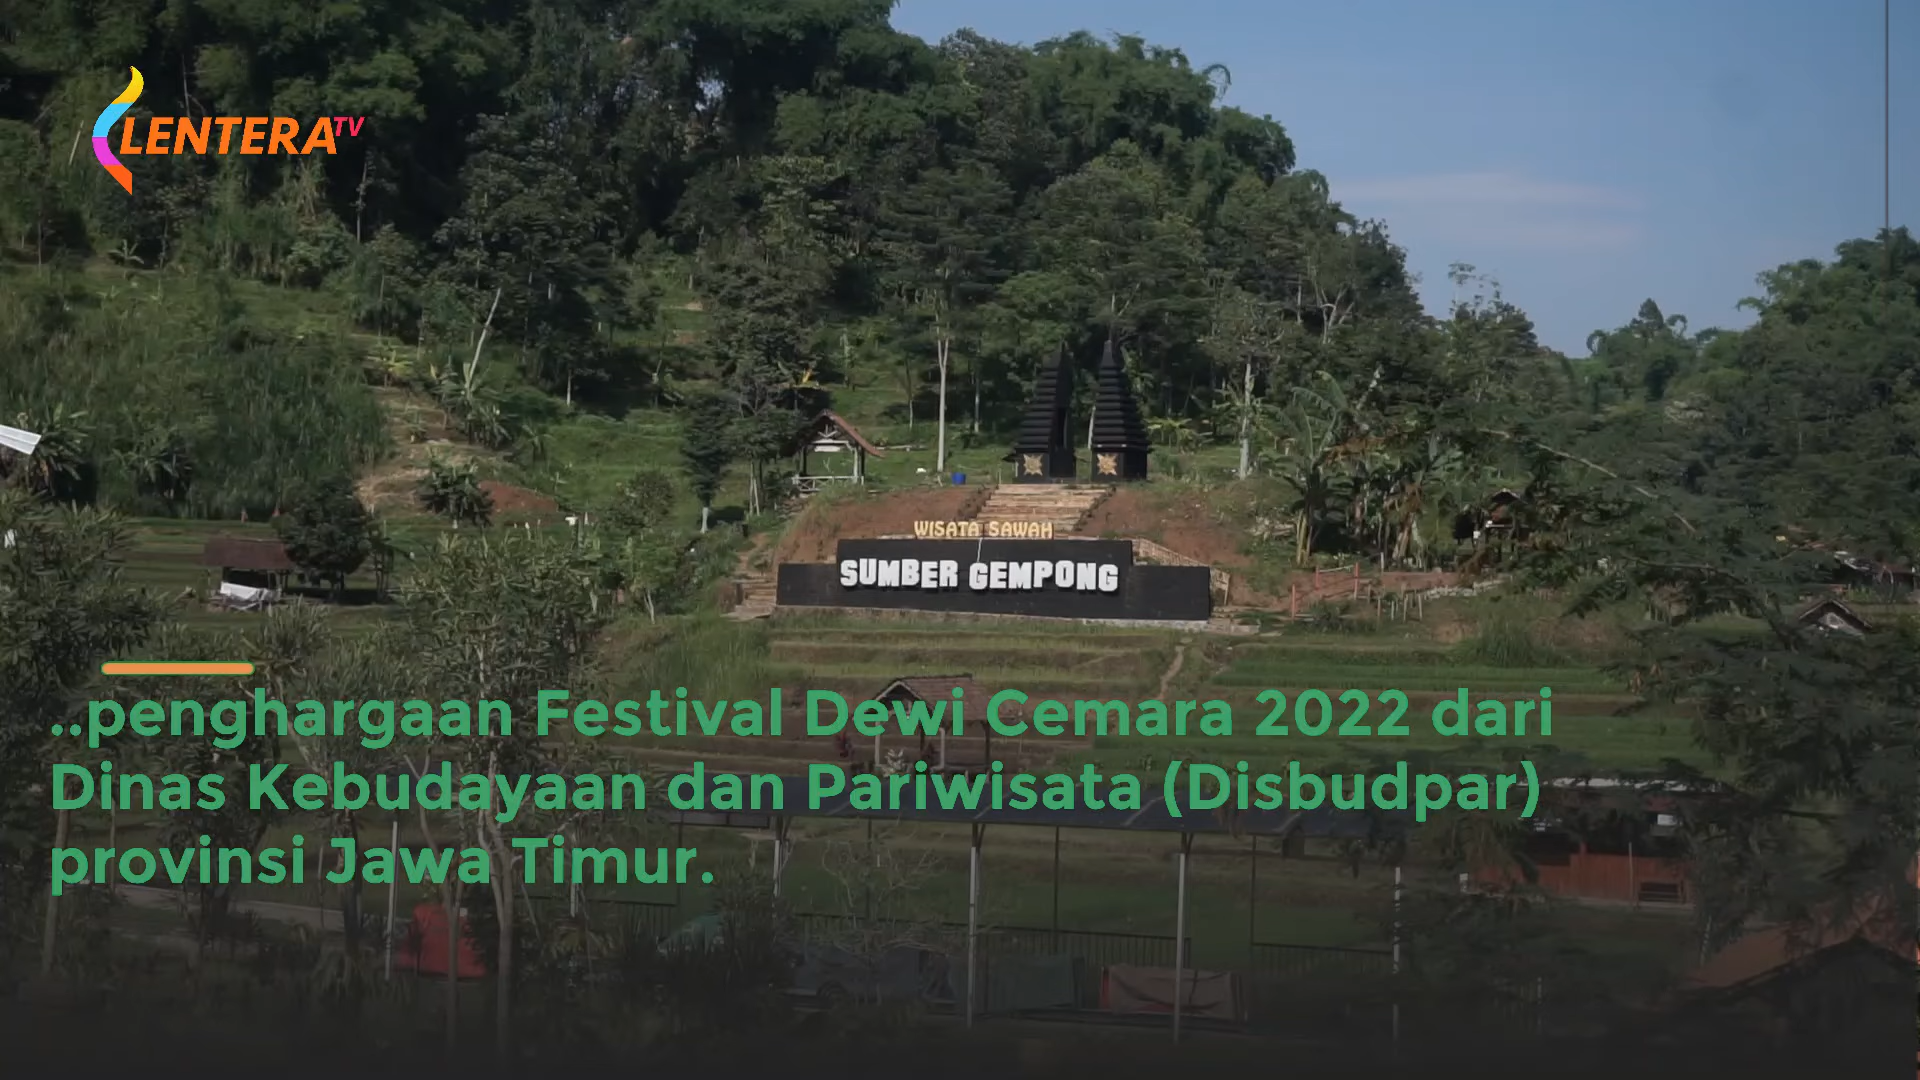 LENTERA TV
WISATA SAWAH
SUMBER GEMPONG
..penghargaan Festival Dewi Cemara 2022 dari
Dinas Kebudayaan dan Pariwisata (Disbudpar)
provinsi Jawa Timur.